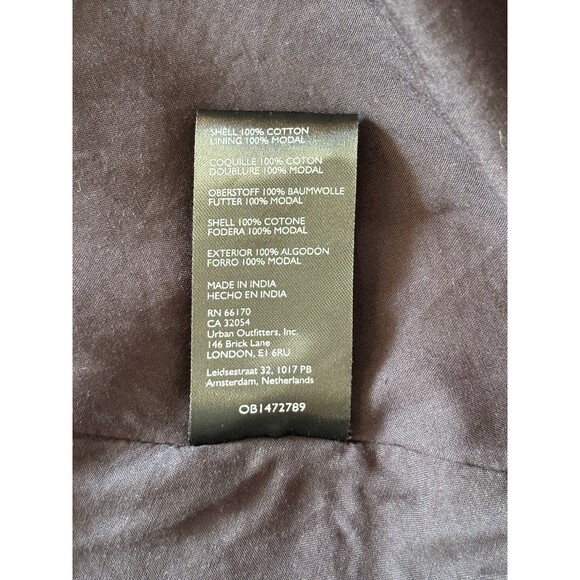 SHELL 100% COTTON
LINING 100% MODAL
COQUILLE 100% COTON
DOUBLURE 100% MODAL
OBERSTOFF 100% BAUMWOLLE
FUTTER 100% MODAL
SHELL 100% COTONE
FODERA 100% MODAL
EXTERIOR 100% ALGODÓN
FORRO 100% MODAL
MADE IN INDIA
HECHO EN INDIA
RN 66170
CA 32054
Urban Outfitters, Inc.
146 Brick Lane
LONDON, E1 6RU
Leidsestraat 32, 1017 PB
Amsterdam, Netherlands
OB1472789